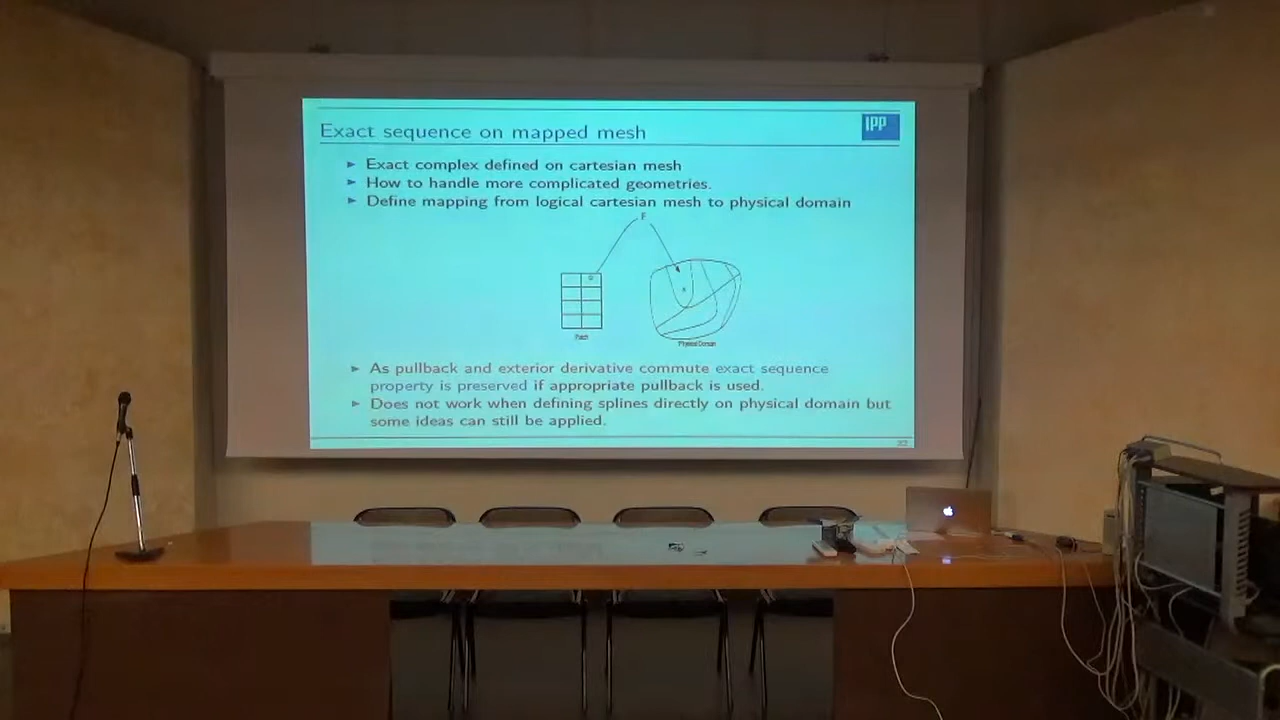 Exact sequence on mapped mesh
IPP
► Exact complex defined on cartesian mesh
► How to handle more complicated geometries.
► Define mapping from logical cartesian mesh to physical domain
F
Patch
Physical Domain
► As pullback and exterior derivative commute exact sequence
property is preserved if appropriate pullback is used.
► Does not work when defining splines directly on physical domain but
some ideas can still be applied.